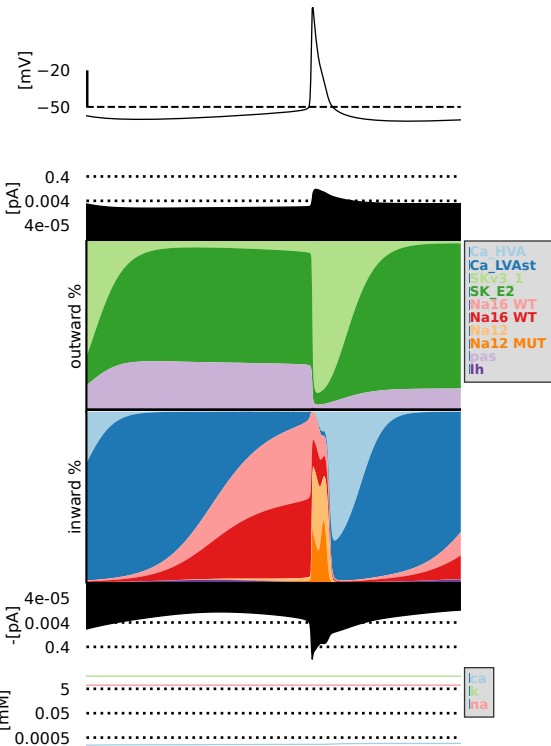 [mV]
−20
−50
[pA]
0.4
0.004
4e-05
outward %
Ca_HVA
Ca_LVAst
SKv3_1
SK_E2
Na16 WT
Na16 WT
Na12
Na12 MUT
pas
Ih
inward %
4e-05
0.004
0.4
-[pA]
ca
k
na
5
0.05
0.0005
[mM]